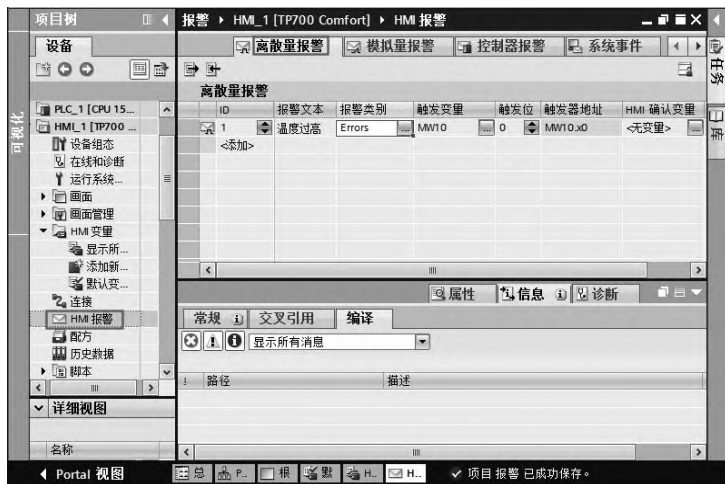 项目树
报警 HMI_1 [TP700 Comfort] HMI 报警
设备
离散量报警 模拟量报警 控制器报警 系统事件
任务
库
可视化
离散量报警
ID 报警文本 报警类别 触发变量 触发位 触发器地址 HMI 确认变量
1 温度过高 Errors MW10 0 MW10.x0 <无变量>
<添加>
PLC_1 [CPU 15...
HMI_1 [TP700 ...
设备组态
在线和诊断
运行系统...
画面
画面管理
HMI 变量
显示所...
添加新...
默认变...
连接
HMI 报警
配方
历史数据
脚本
属性 信息 诊断
常规 交叉引用 编译
显示所有消息
! 路径 描述
详细视图
名称
Portal 视图 总 P... 根 默 H... H... 项目 报警 已成功保存。